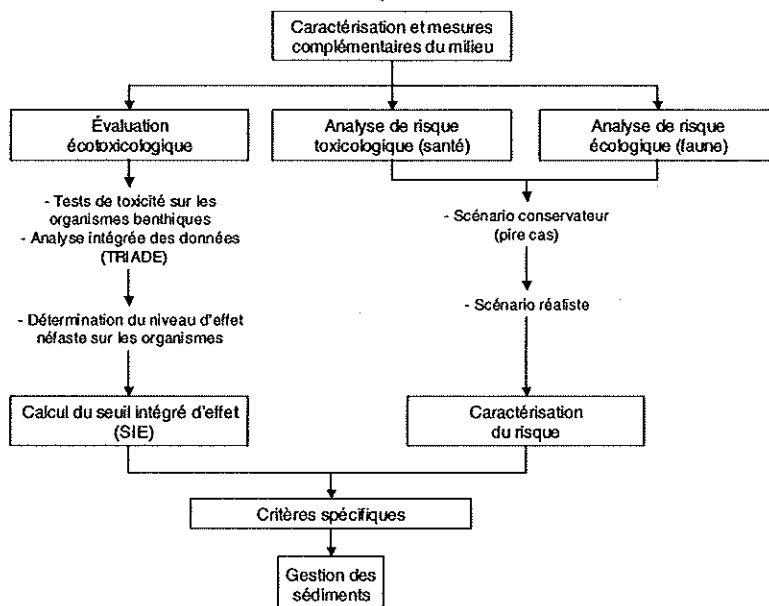 Caractérisation et mesures
complémentaires du milieu
Évaluation
écotoxicologique
Analyse de risque
toxicologique (santé)
Analyse de risque
écologique (faune)
- Tests de toxicité sur les
organismes benthiques
- Analyse intégrée des données
(TRIADE)
- Scénario conservateur
(pire cas)
- Détermination du niveau d'effet
néfaste sur les organismes
- Scénario réaliste
Calcul du seuil intégré d'effet
(SIE)
Caractérisation
du risque
Critères spécifiques
Gestion des
sédiments